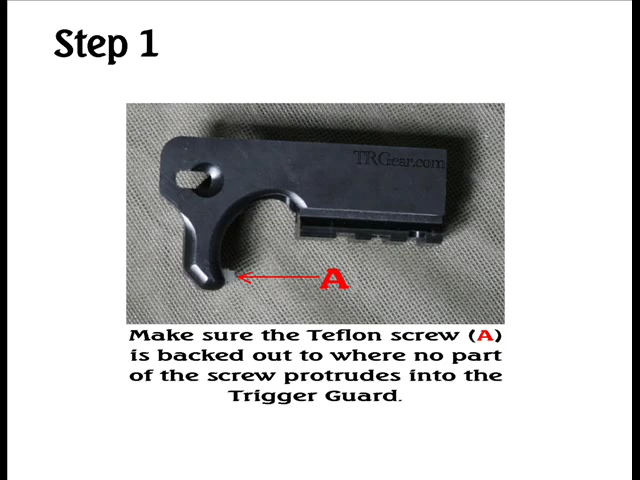 Step 1
TRGear.com
A
Make sure the Teflon screw (A)
is backed out to where no part
of the screw protrudes into the
Trigger Guard.